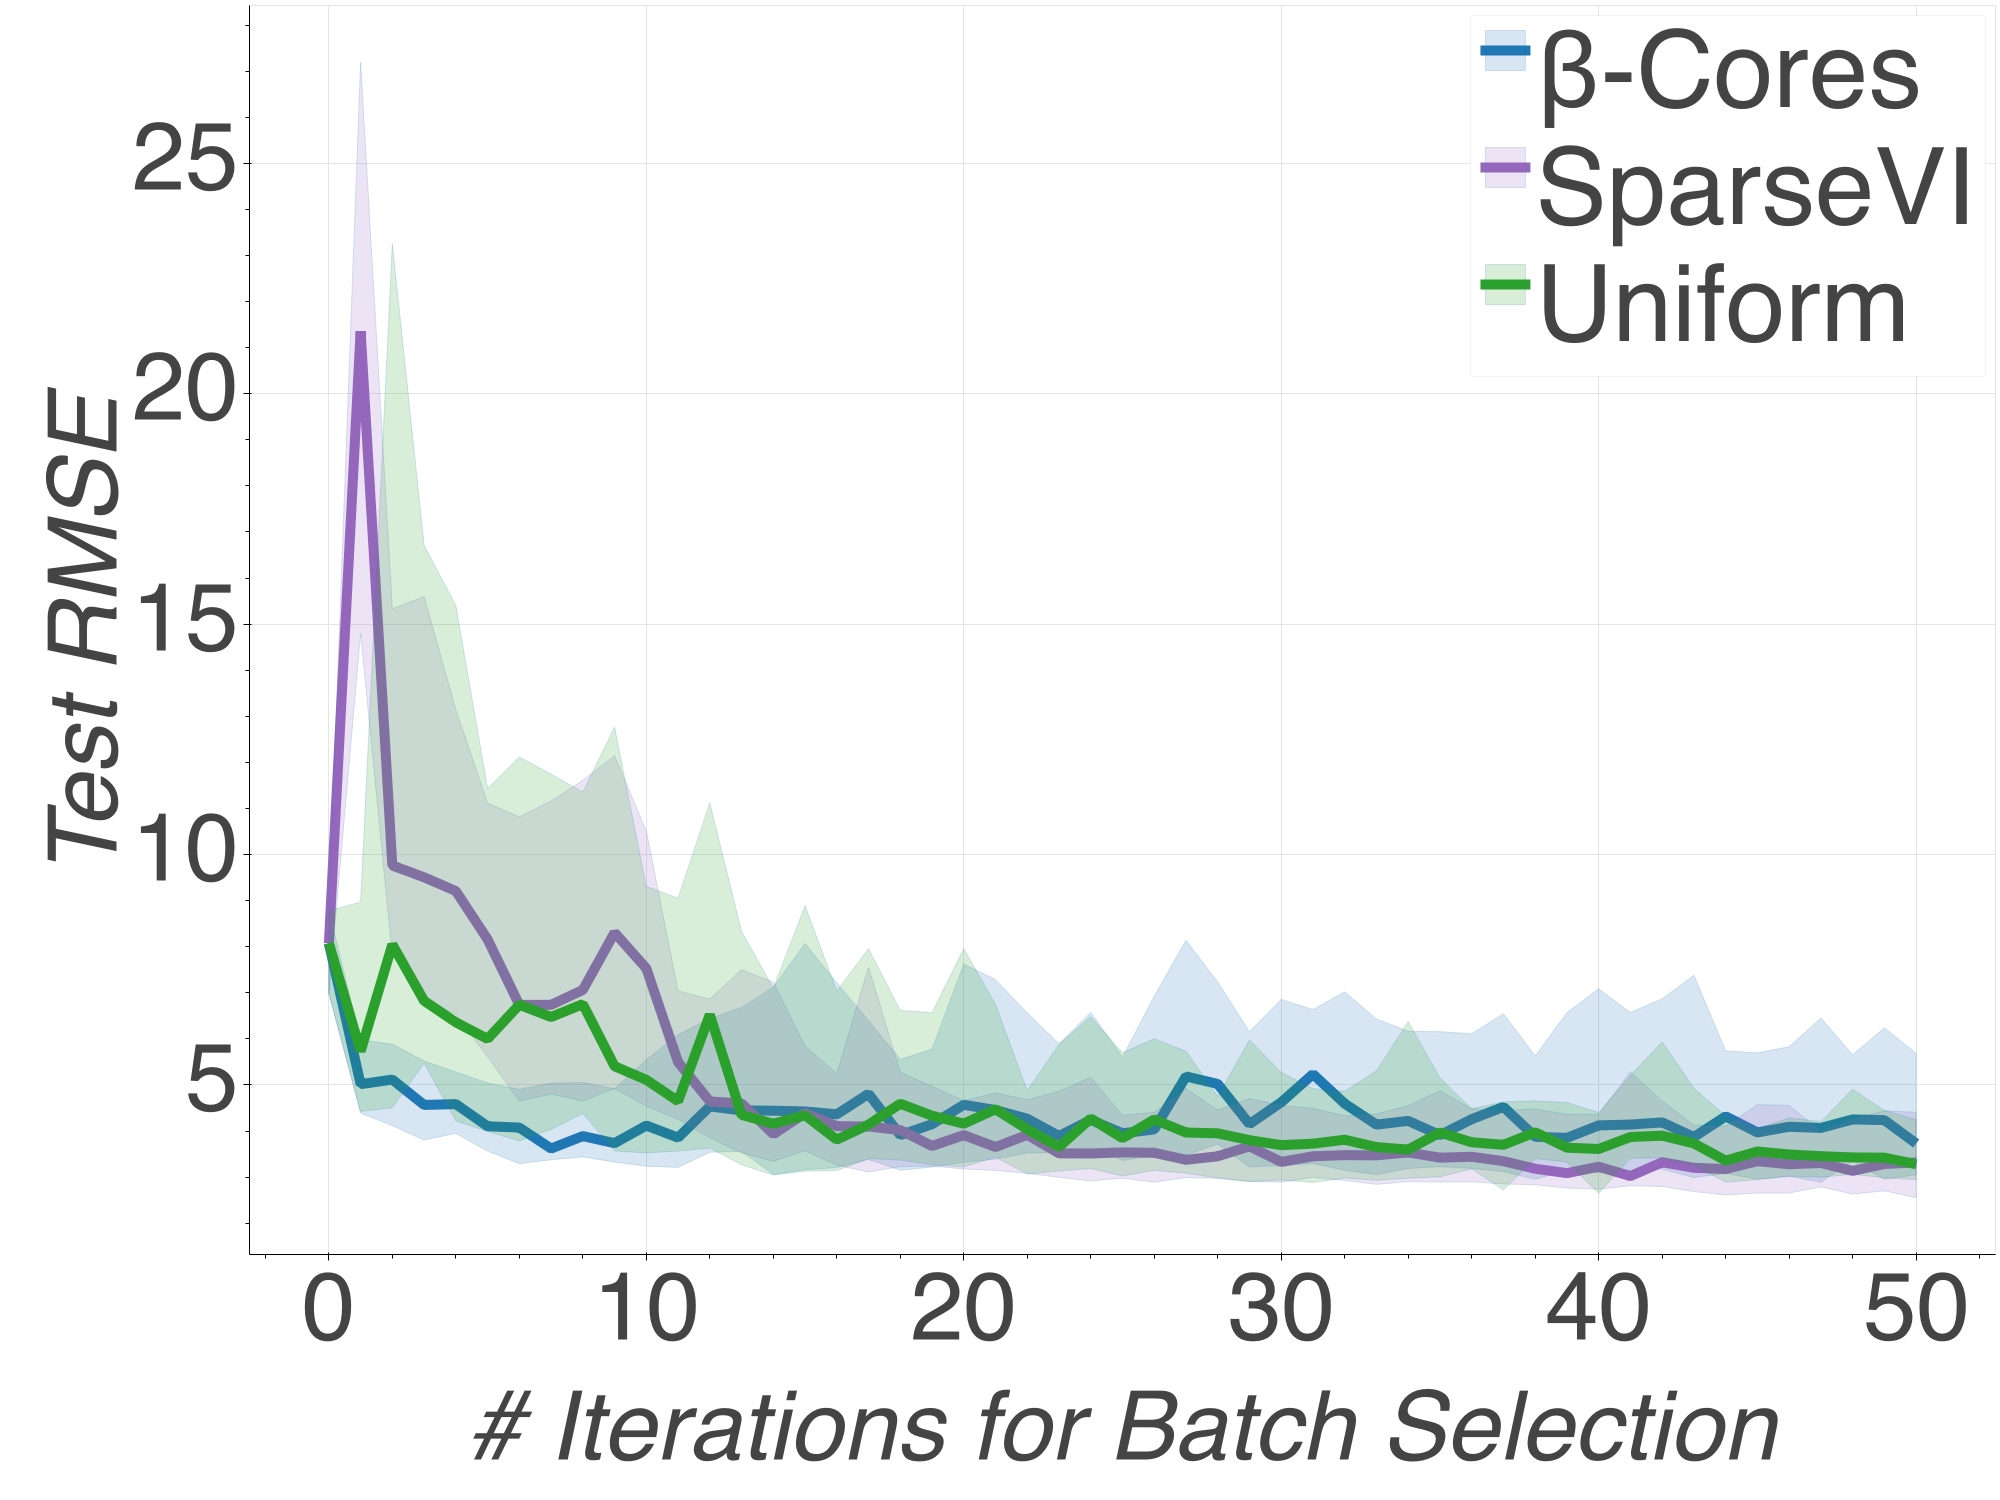 β-Cores
SparseVI
Uniform
25
20
15
10
5
Test RMSE
0 10 20 30 40 50
# Iterations for Batch Selection